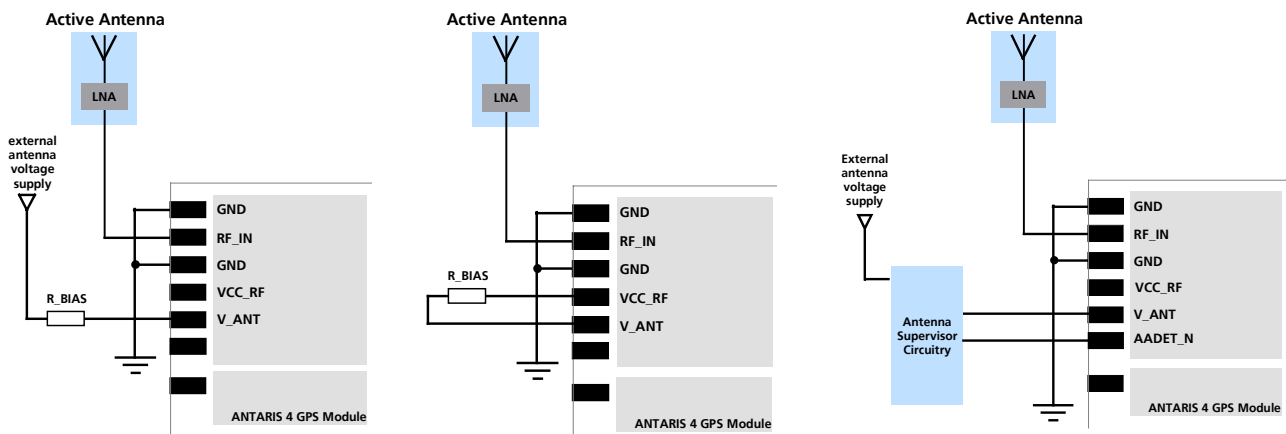 Active Antenna
LNA
external
antenna
voltage
supply
GND
RF_IN
GND
VCC_RF
R_BIAS
V_ANT
ANTARIS 4 GPS Module
Active Antenna
LNA
GND
RF_IN
GND
R_BIAS
VCC_RF
V_ANT
ANTARIS 4 GPS Module
Active Antenna
LNA
External
antenna
voltage
supply
GND
RF_IN
GND
VCC_RF
V_ANT
AADET_N
Antenna
Supervisor
Circuitry
ANTARIS 4 GPS Module